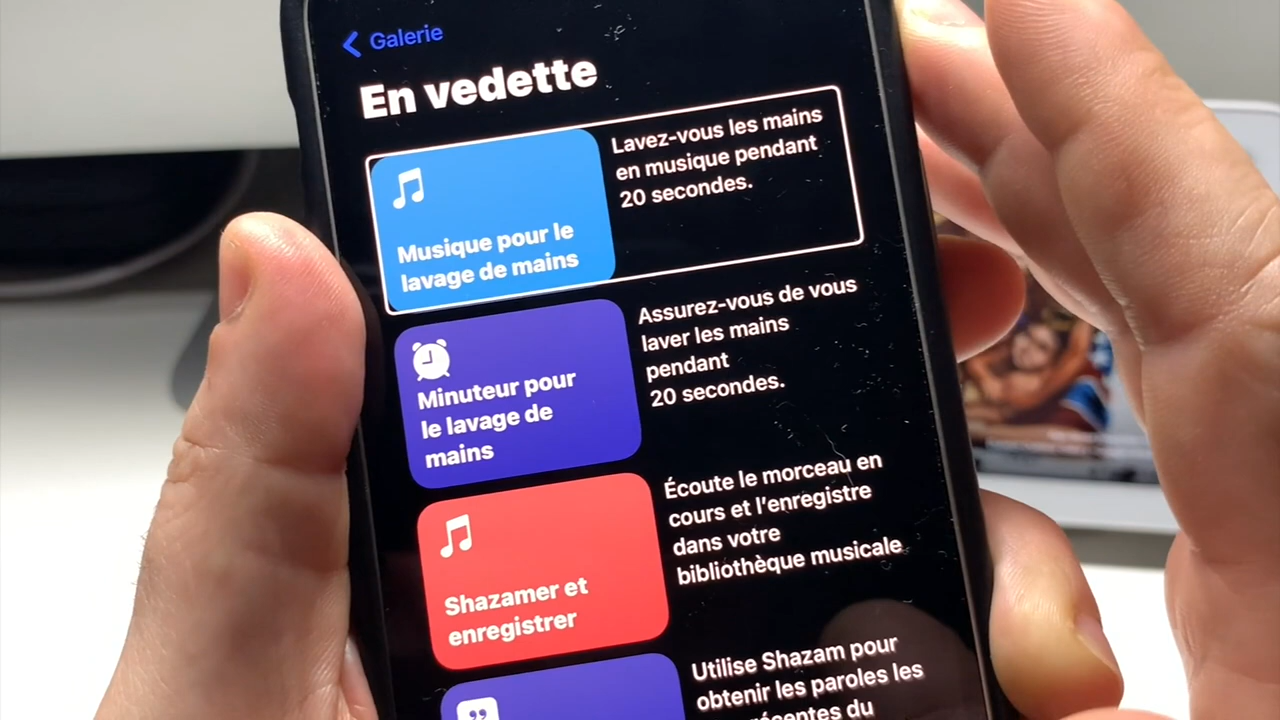 Galerie
En vedette
Musique pour le
lavage de mains
Lavez-vous les mains
en musique pendant
20 secondes.
Minuteur pour
le lavage de
mains
Assurez-vous de vous
laver les mains
pendant
20 secondes.
Shazamer et
enregistrer
Écoute le morceau en
cours et l’enregistre
dans votre
bibliothèque musicale
Utilise Shazam pour
obtenir les paroles les
du